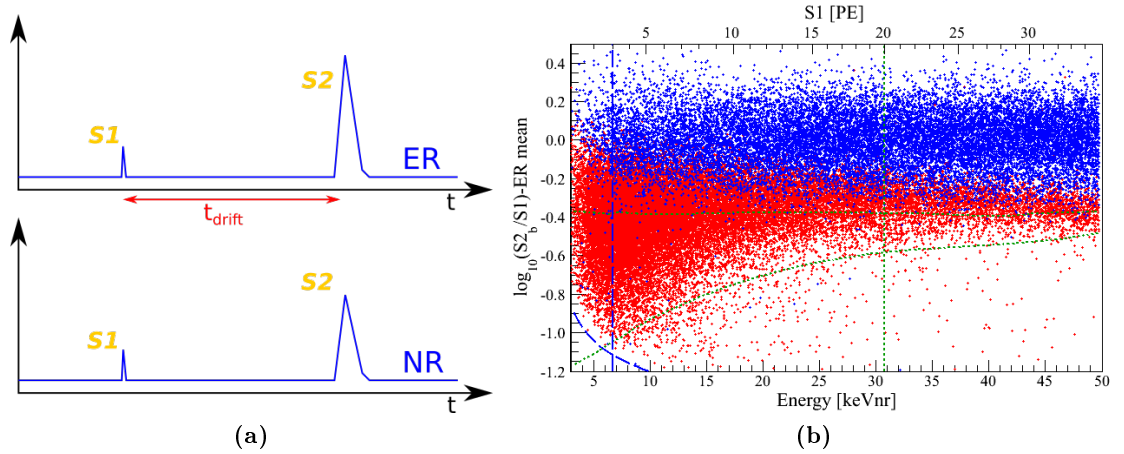 S1
S2
ER
t
t_drift
S1
S2
NR
t
(a)
S1 [PE]
5 10 15 20 25 30
log10(S2b/S1)-ER mean
0.4
0.2
0.0
-0.2
-0.4
-0.6
-0.8
-1.0
-1.2
5 10 15 20 25 30 35 40 45 50
Energy [keVnr]
(b)